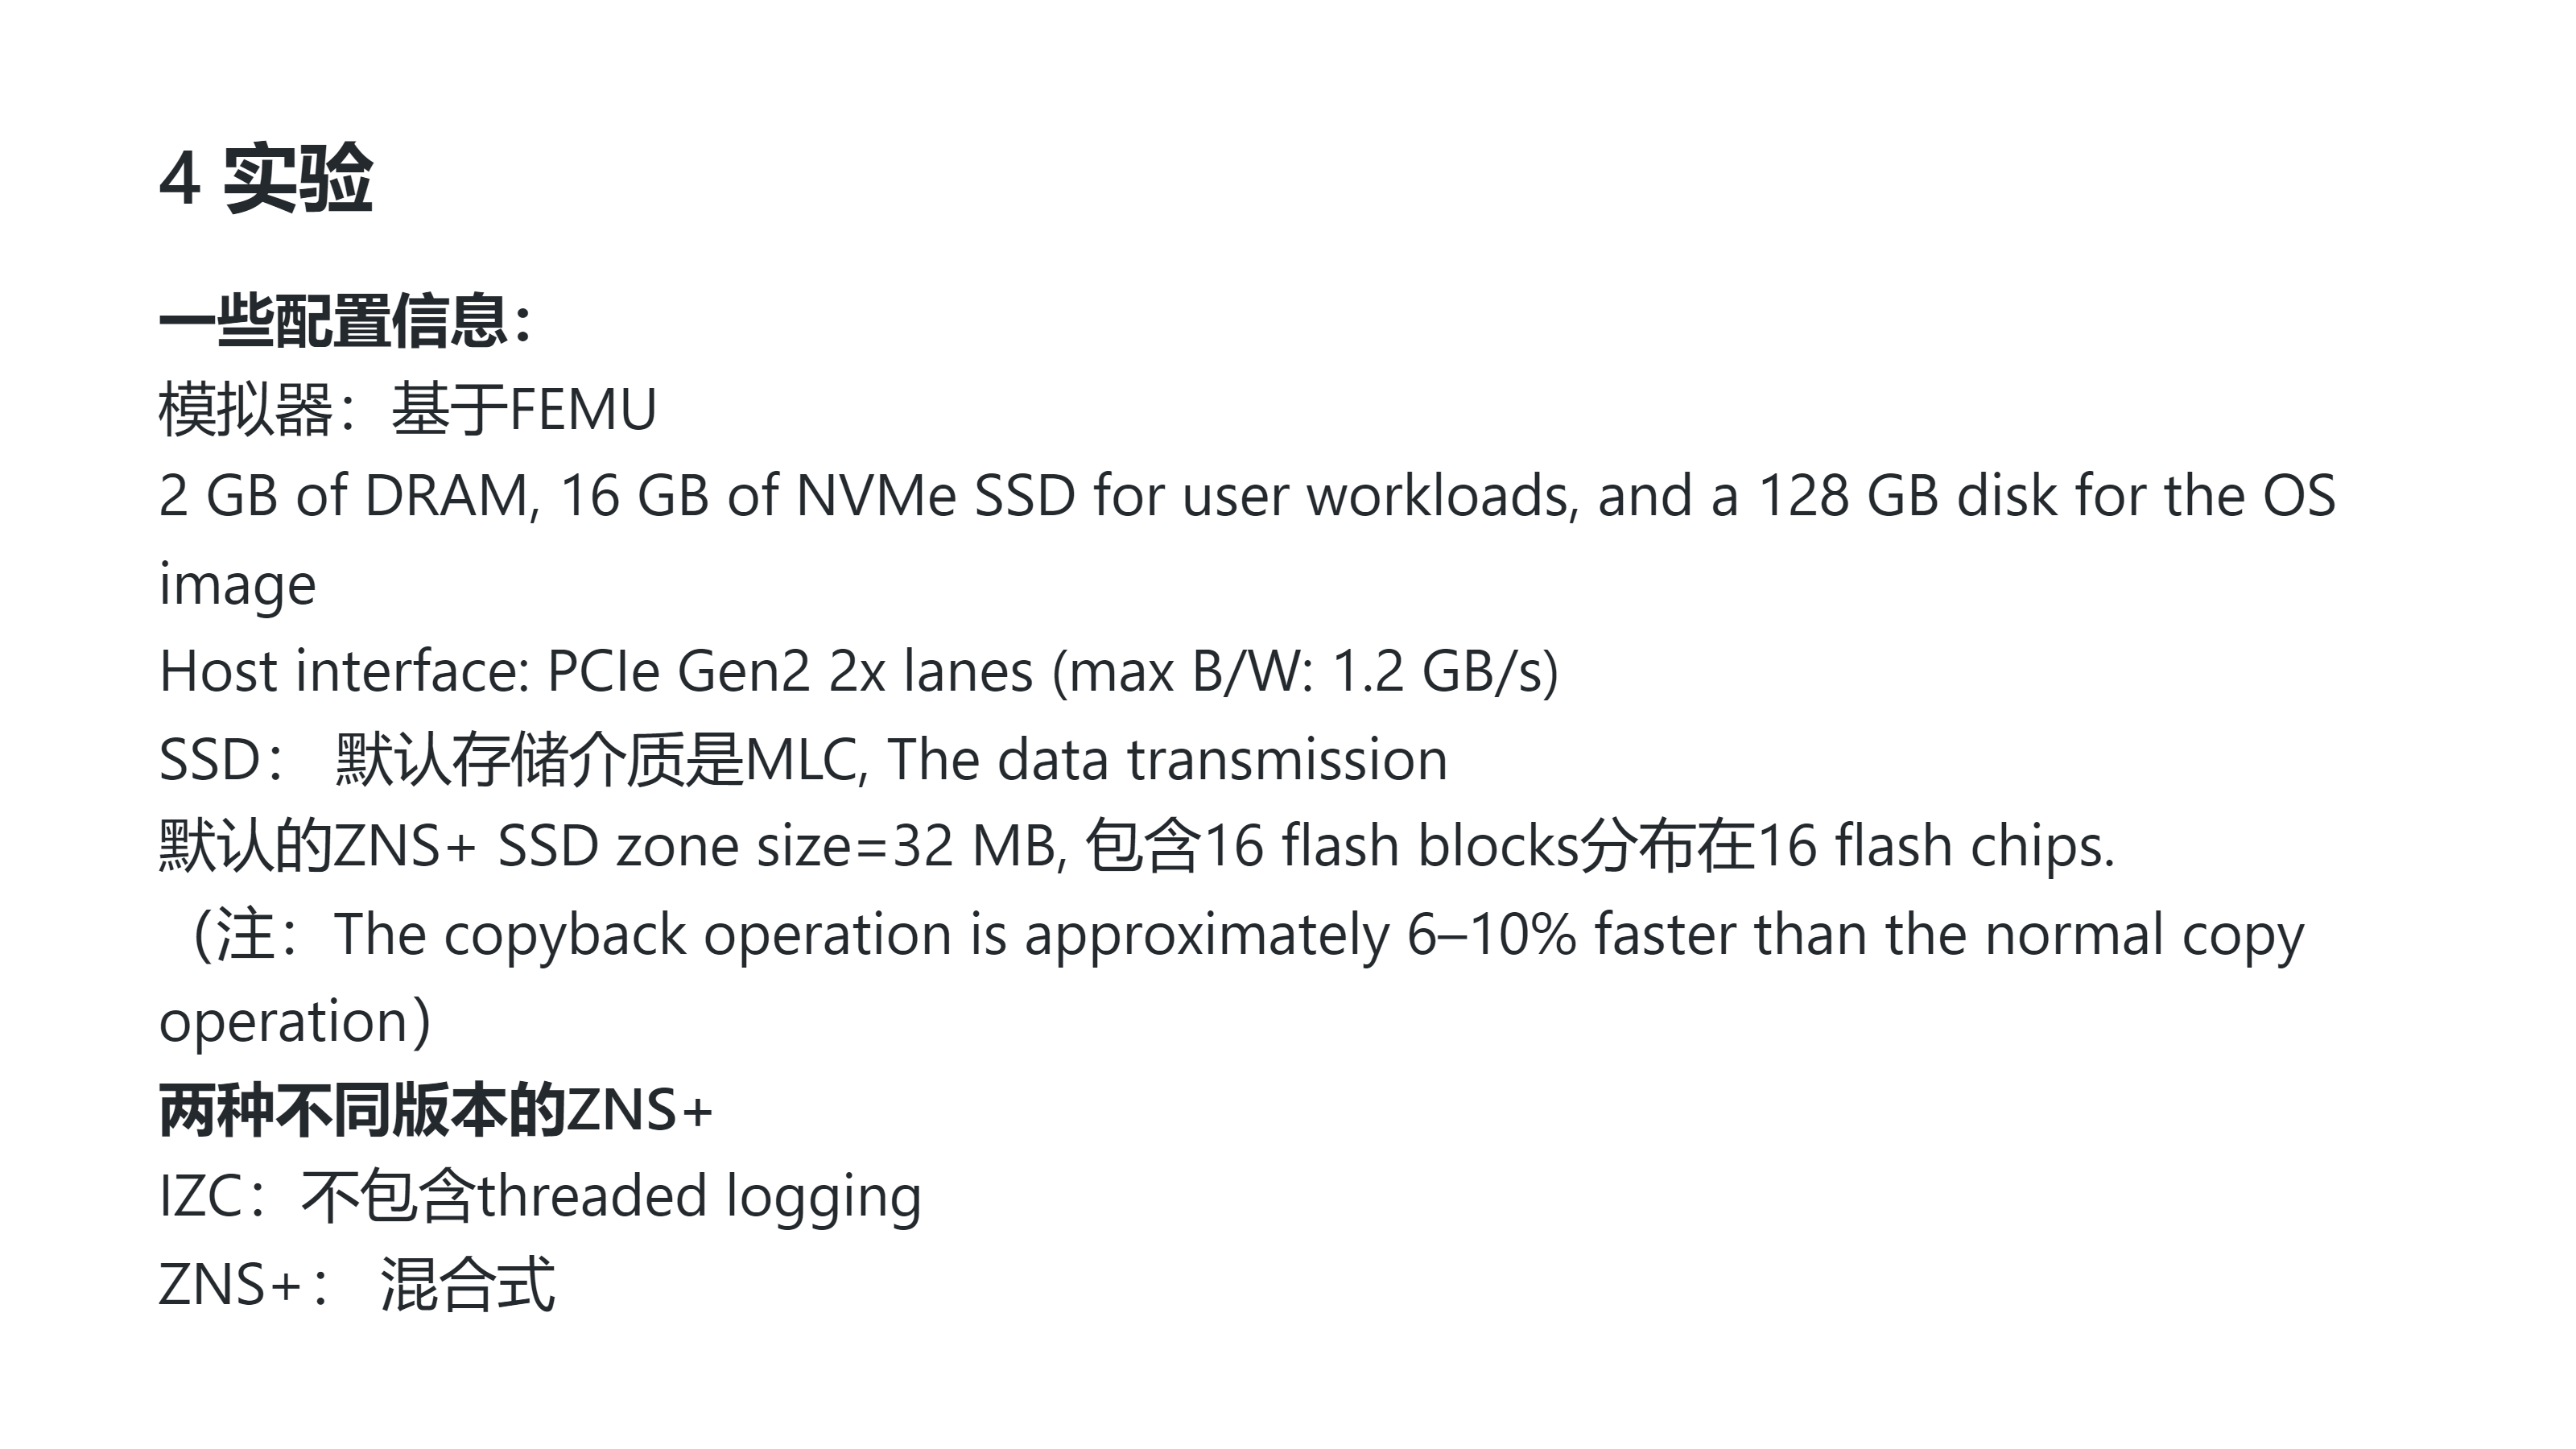 4 实验
一些配置信息：
模拟器：基于FEMU
2 GB of DRAM, 16 GB of NVMe SSD for user workloads, and a 128 GB disk for the OS
image
Host interface: PCIe Gen2 2x lanes (max B/W: 1.2 GB/s)
SSD： 默认存储介质是MLC, The data transmission
默认的ZNS+ SSD zone size=32 MB, 包含16 flash blocks分布在16 flash chips.
（注：The copyback operation is approximately 6–10% faster than the normal copy
operation）
两种不同版本的ZNS+
IZC：不包含threaded logging
ZNS+： 混合式